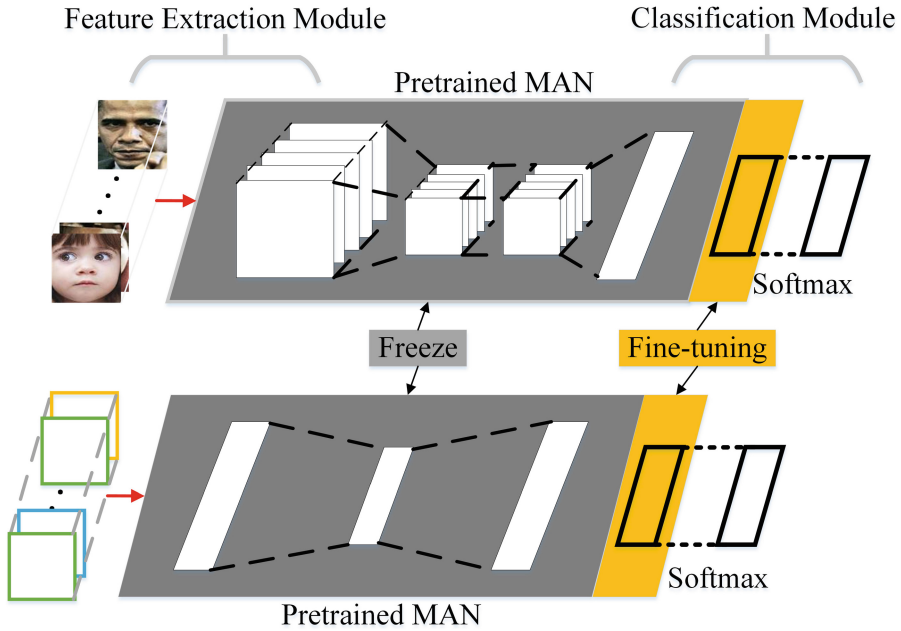 Feature Extraction Module
Classification Module
Pretrained MAN
Softmax
Freeze
Fine-tuning
Softmax
Pretrained MAN